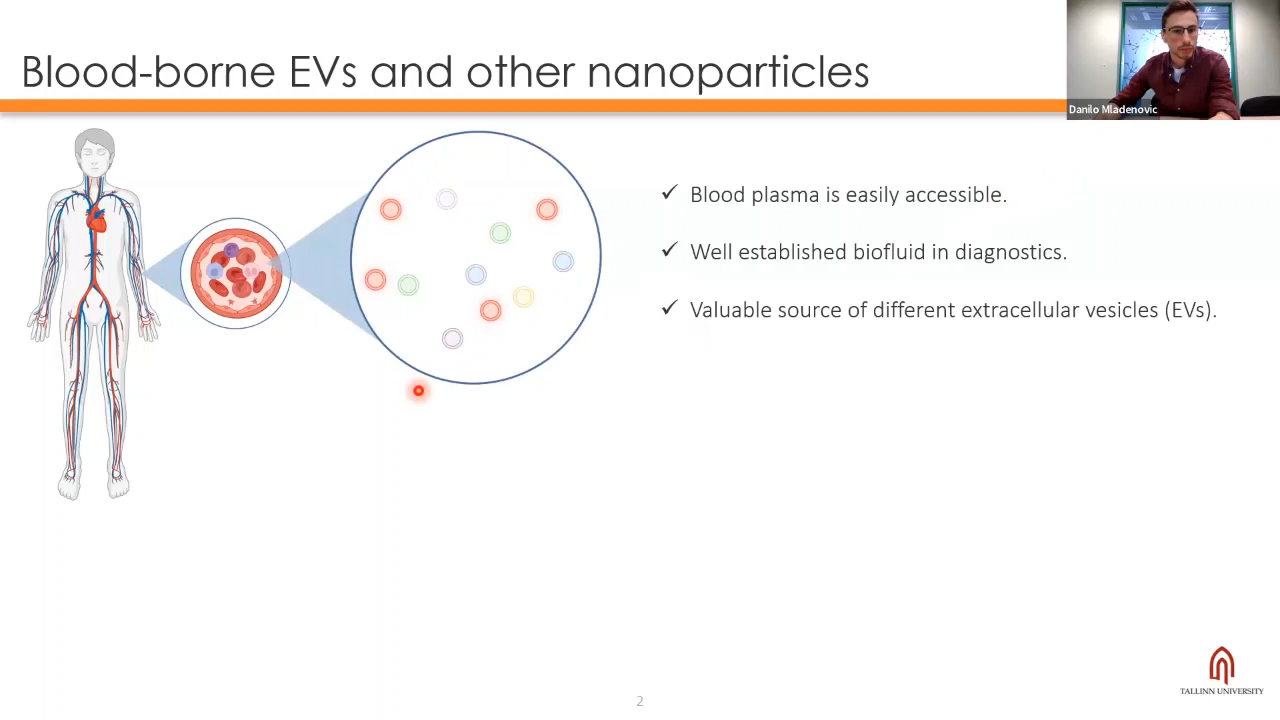 Blood-borne EVs and other nanoparticles
Danilo Mladenovic
✓ Blood plasma is easily accessible.
✓ Well established biofluid in diagnostics.
✓ Valuable source of different extracellular vesicles (EVs).
2
TALLINN UNIVERSITY